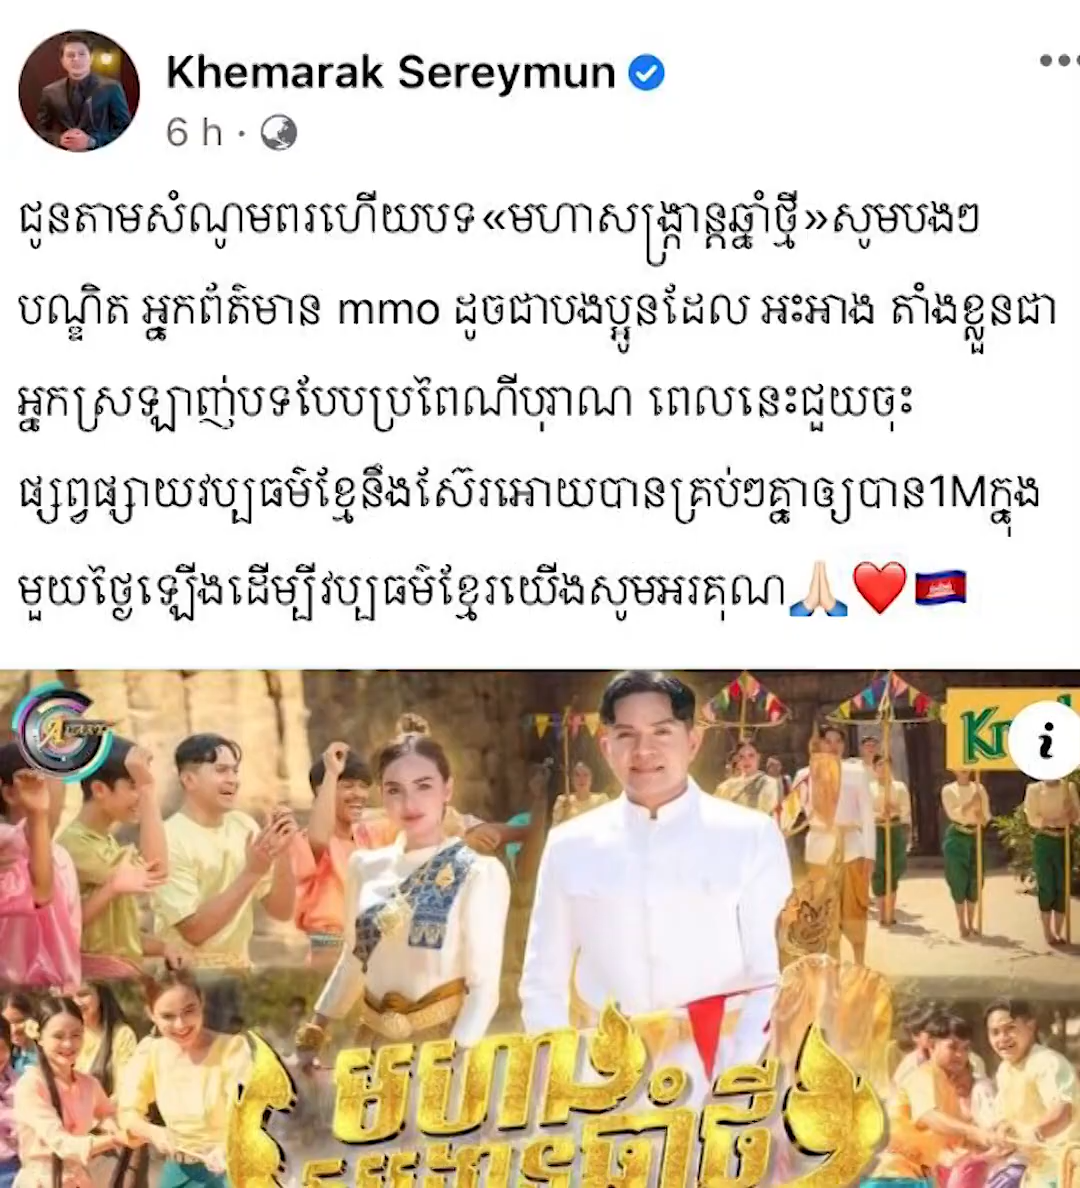 Khemarak Sereymun
6 h ·
ជូនតាមសំណូមពរហើយបទ«មហាសង្ក្រាន្តឆ្នាំថ្មី»សូមបងៗ
បណ្ឌិត អ្នកព័ត៌មាន mmo ដូចជាបងប្អូនដែល អះអាង តាំងខ្លួនជា
អ្នកស្រឡាញ់បទបែបប្រពៃណីបុរាណ ពេលនេះជួយចុះ
ផ្សព្វផ្សាយវប្បធម៌ខ្មែនឹងស៊ែរអោយបានគ្រប់ៗគ្នាឲ្យបាន1Mក្នុង
មួយថ្ងៃឡើងដើម្បីវប្បធម៌ខ្មែរយើងសូមអរគុណ🙏🏻❤️🇰🇭
GALAXY
Kr
i
មហា
ឆ្នាំថ្មី